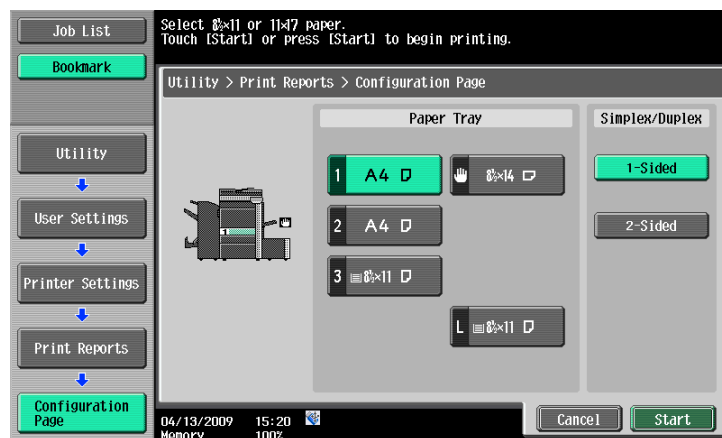 Job List
Bookmark
Select 8½×11 or 11×17 paper.
Touch [Start] or press [Start] to begin printing.
Utility > Print Reports > Configuration Page
Utility
User Settings
Printer Settings
Print Reports
Configuration
Page
Paper Tray
1 A4
8½×14
2 A4
3 8½×11
L 8½×11
1
Simplex/Duplex
1-Sided
2-Sided
04/13/2009 15:20
Memory 100%
Cancel
Start